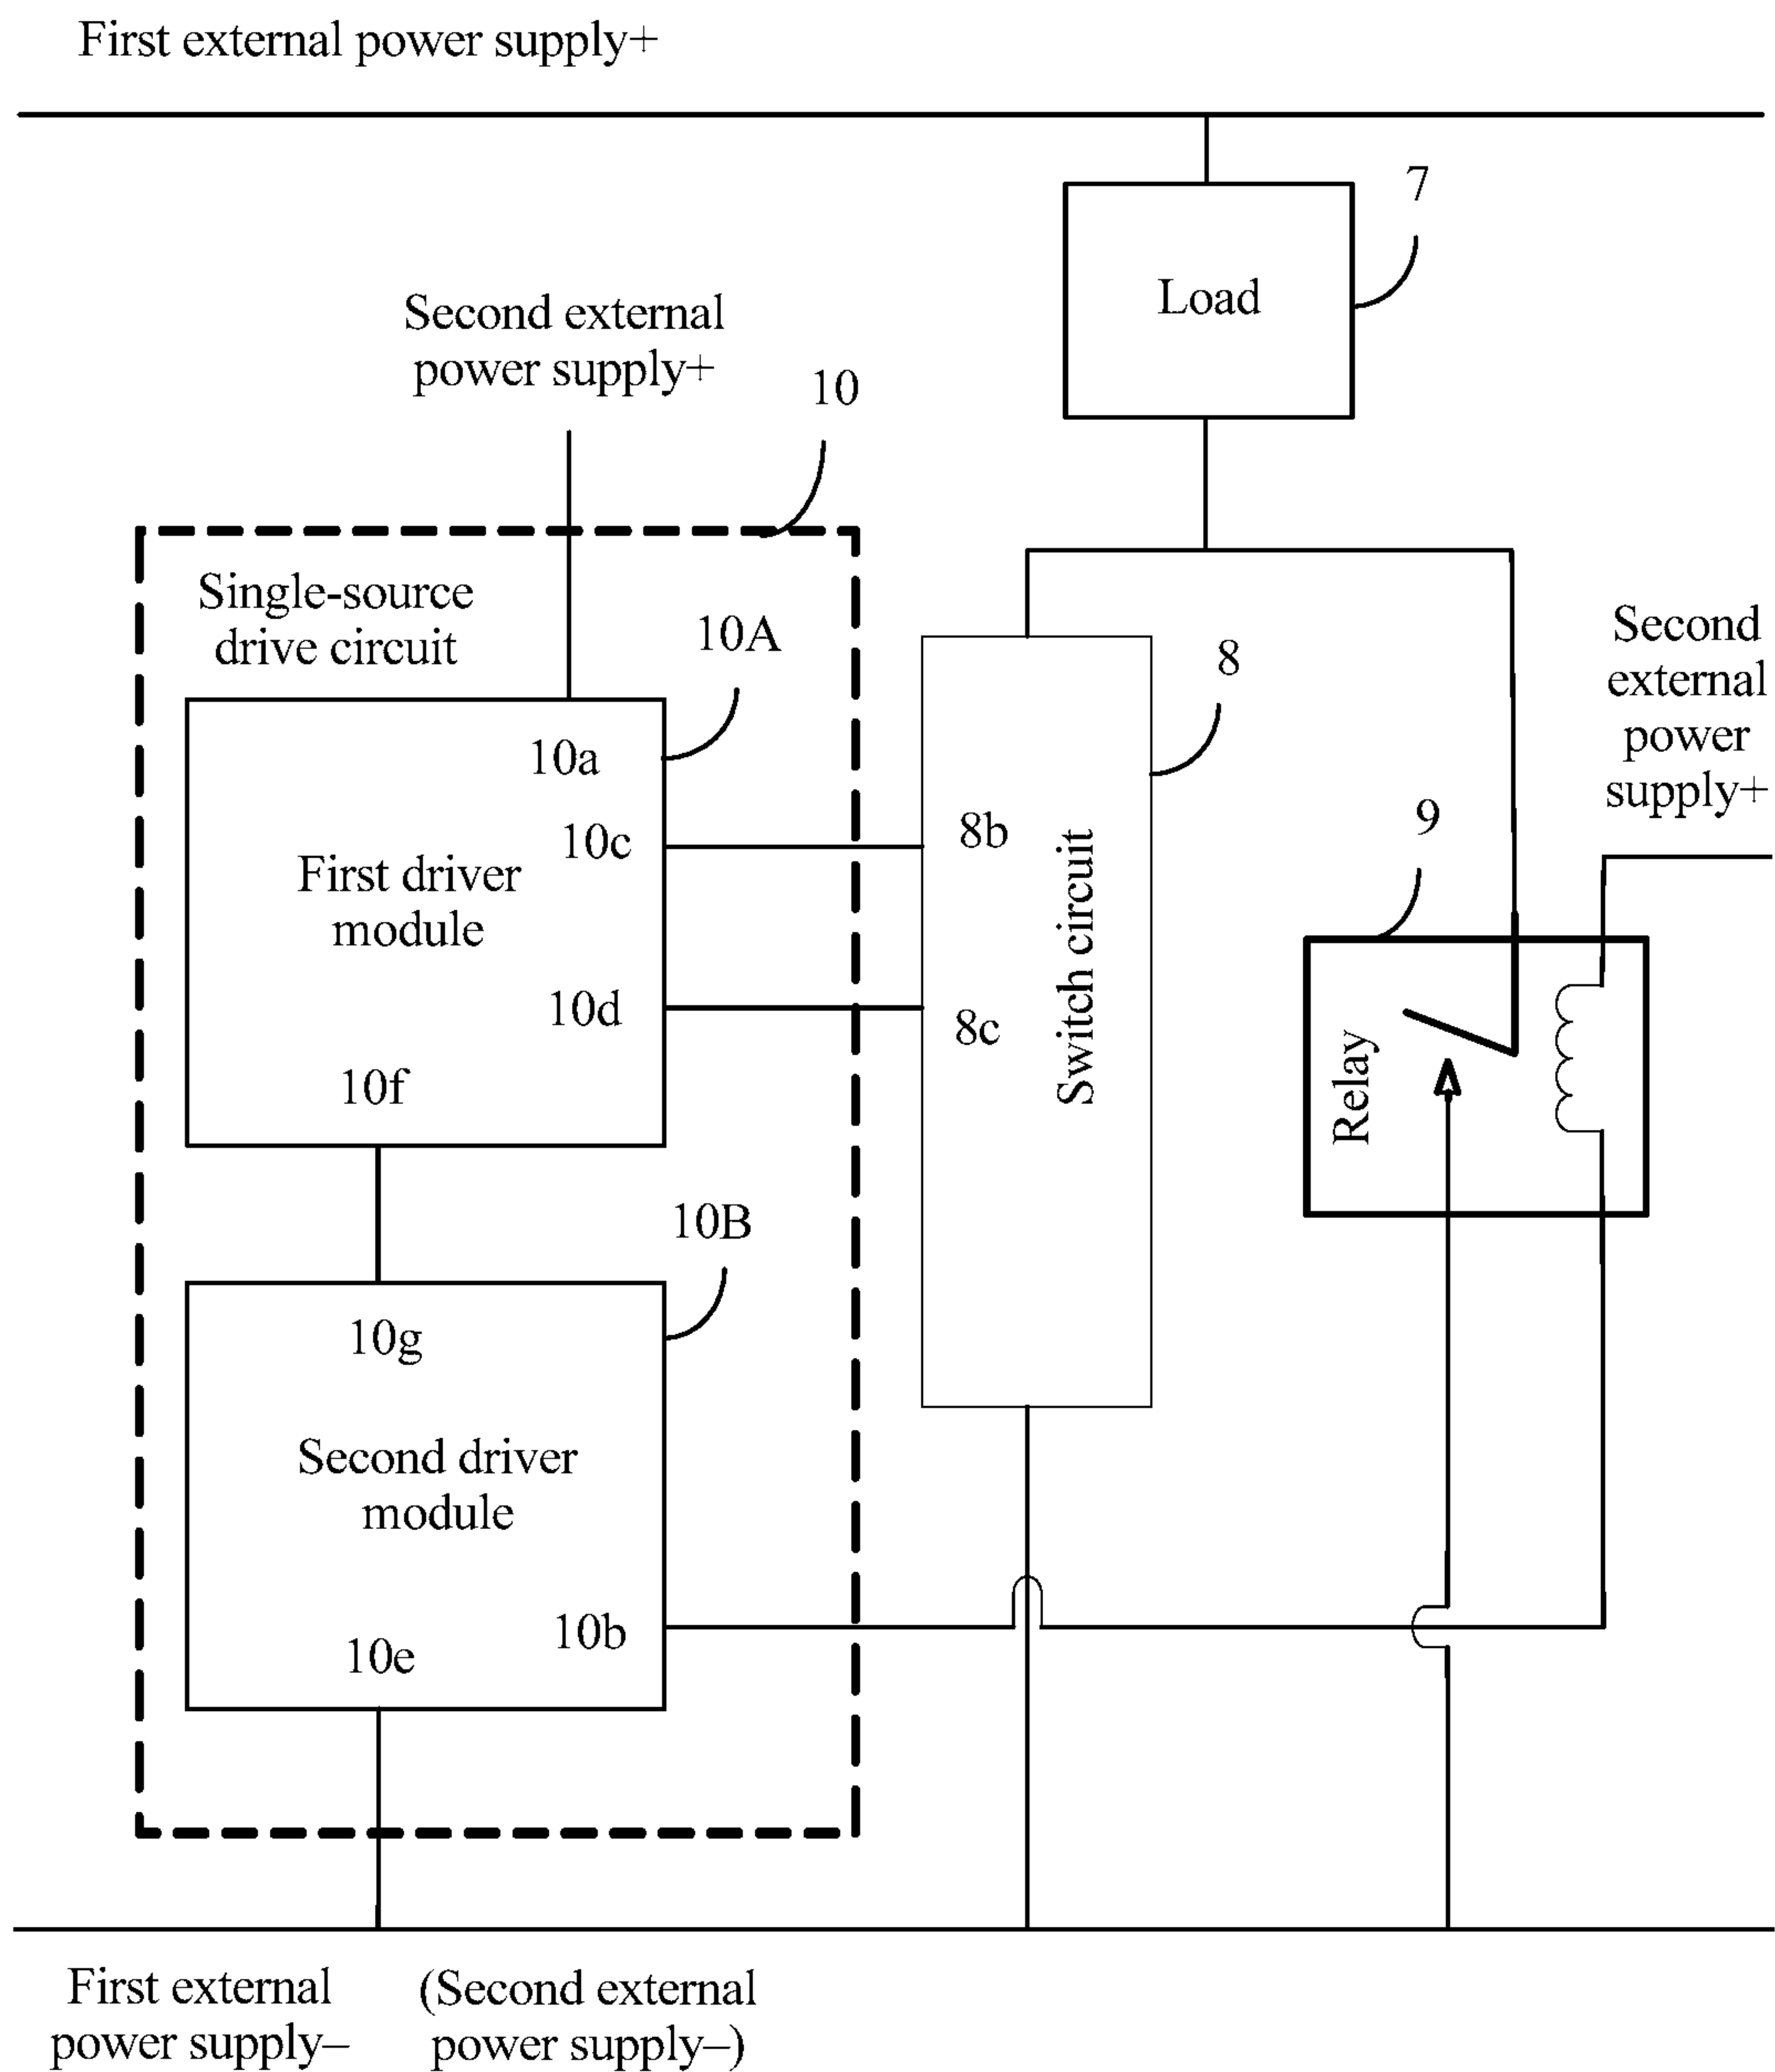 First external power supply+
7
Load
Second external
power supply+
10
Single-source
drive circuit
10A
8
Second
external
power
supply+
10a
10c
8b
9
First driver
module
Switch circuit
10d
8c
Relay
10f
10B
10g
Second driver
module
10b
10e
First external
power supply–
(Second external
power supply–)